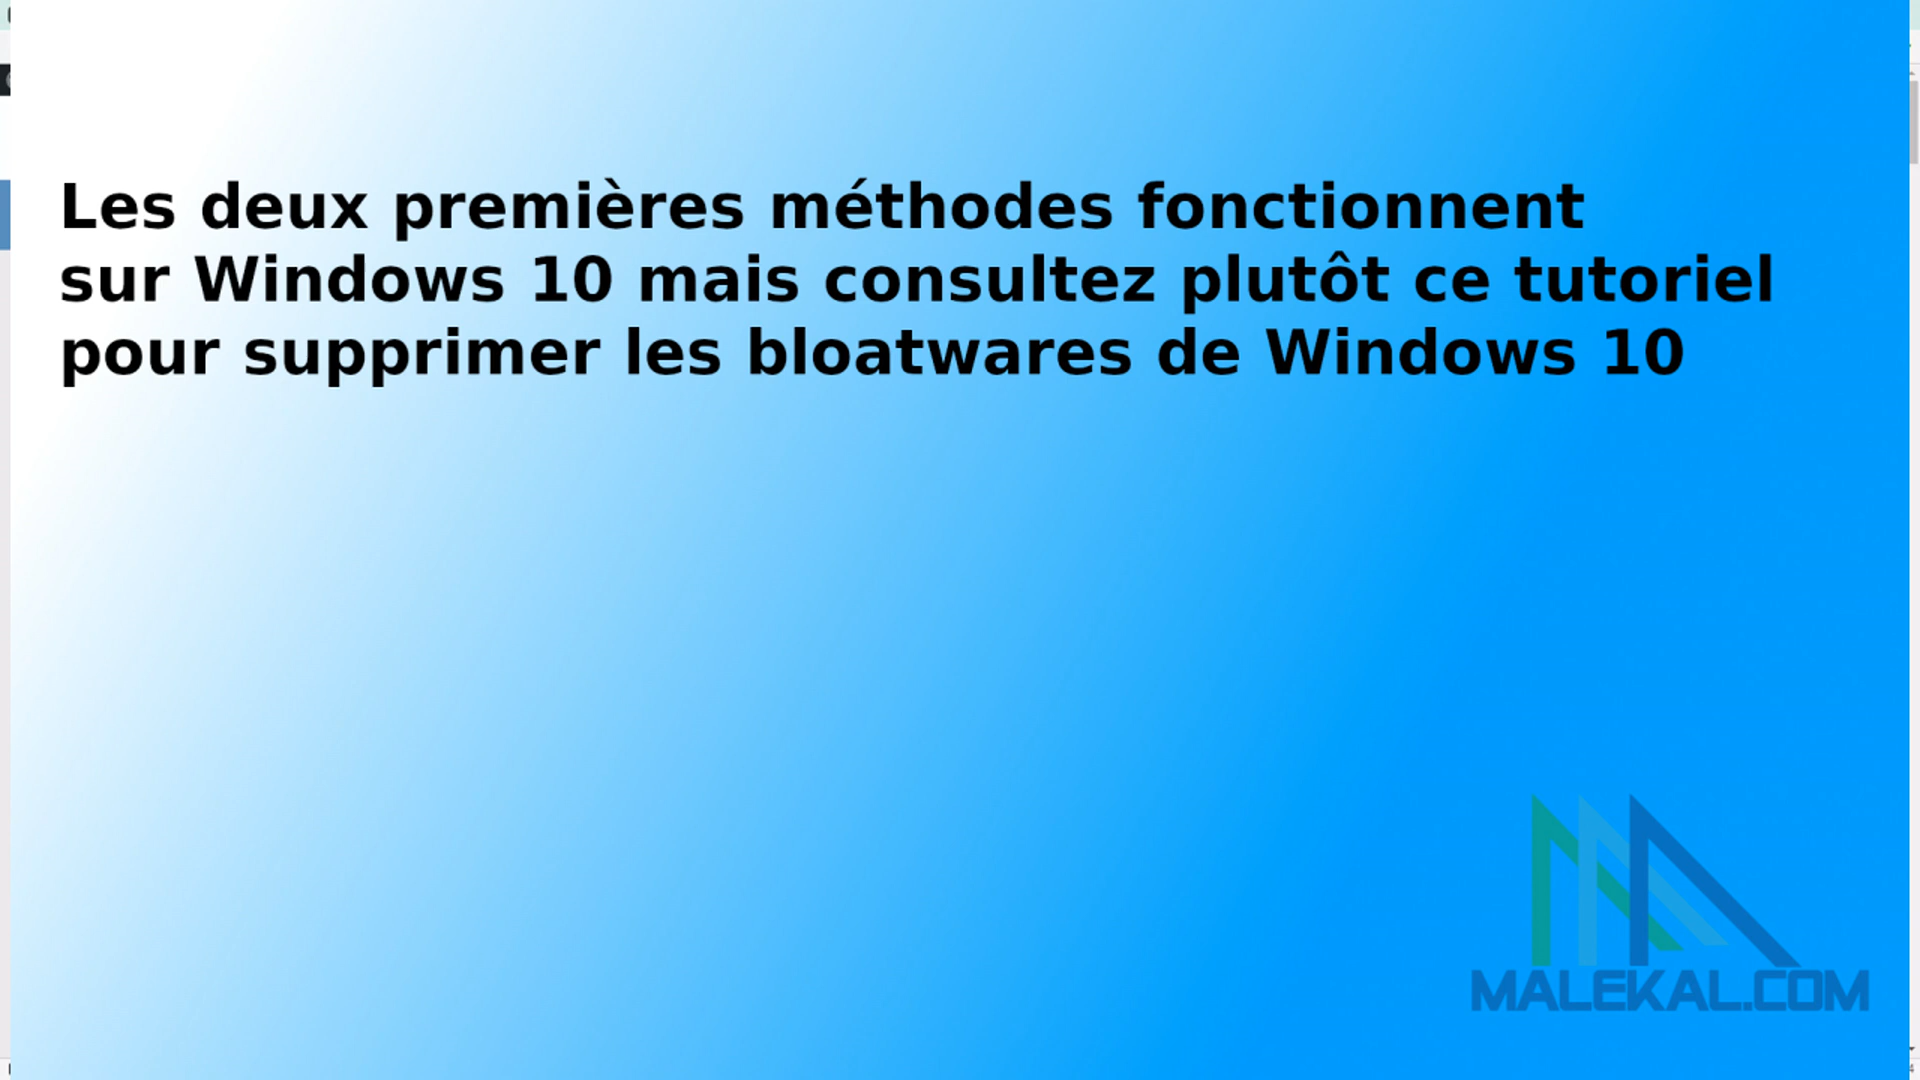 Les deux premières méthodes fonctionnent
sur Windows 10 mais consultez plutôt ce tutoriel
pour supprimer les bloatwares de Windows 10
MALEKAL.COM